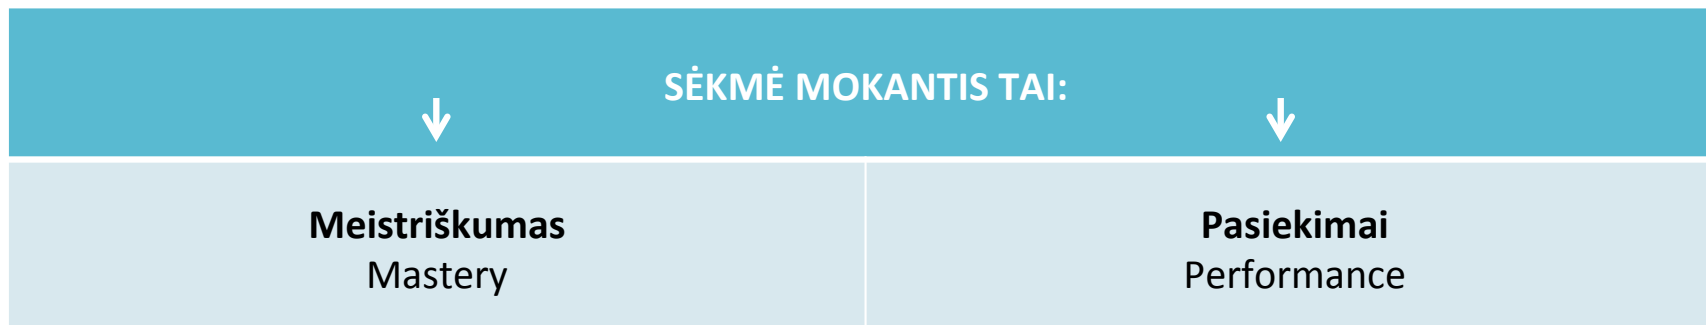 SĖKMĖ MOKANTIS TAI:
Meistriškumas
Mastery
Pasiekimai
Performance